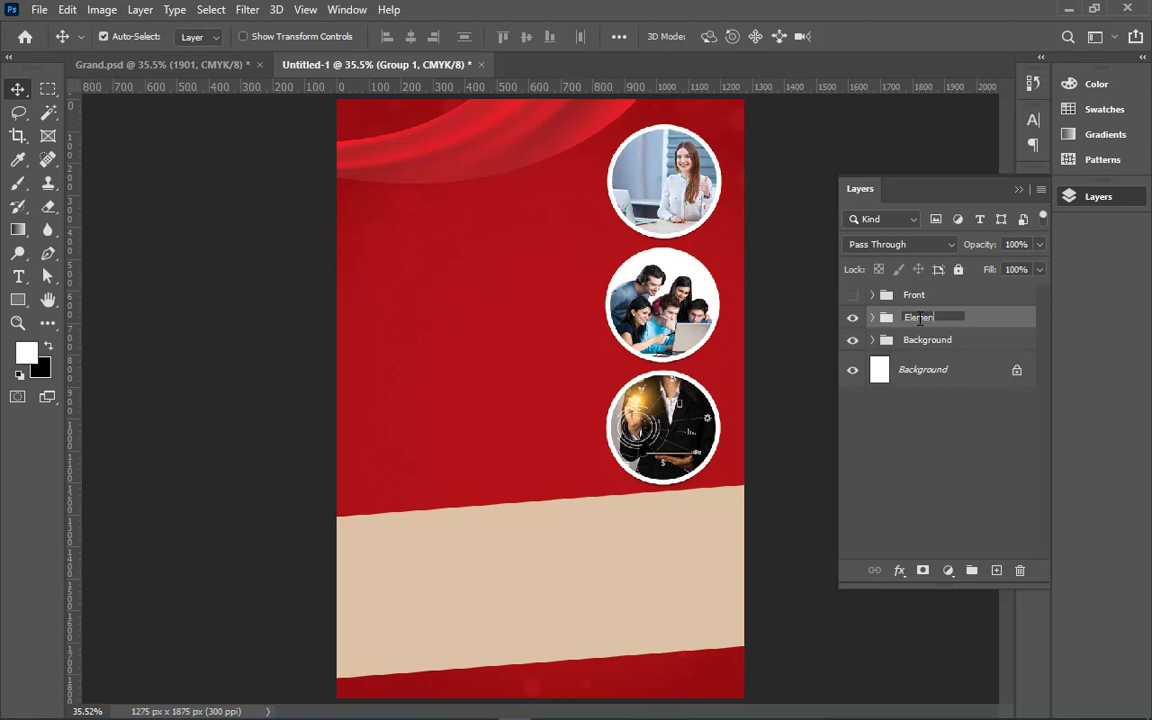 Ps File Edit Image Layer Type Select Filter 3D View Window Help
Auto-Select: Layer Show Transform Controls 3D Mode:
Grand.psd @ 35.5% (1901, CMYK/8) * × Untitled-1 @ 35.5% (Group 1, CMYK/8) * ×
800 700 600 500 400 300 200 100 0 100 200 300 400 500 600 700 800 900 1000 1100 1200 1300 1400 1500 1600 1700 1800 1900 2000
Color
Swatches
Gradients
Patterns
Layers
Layers
Kind
Pass Through Opacity: 100%
Lock: Fill: 100%
Front
Elemen
Background
Background
fx
35.52% 1275 px x 1875 px (300 ppi)